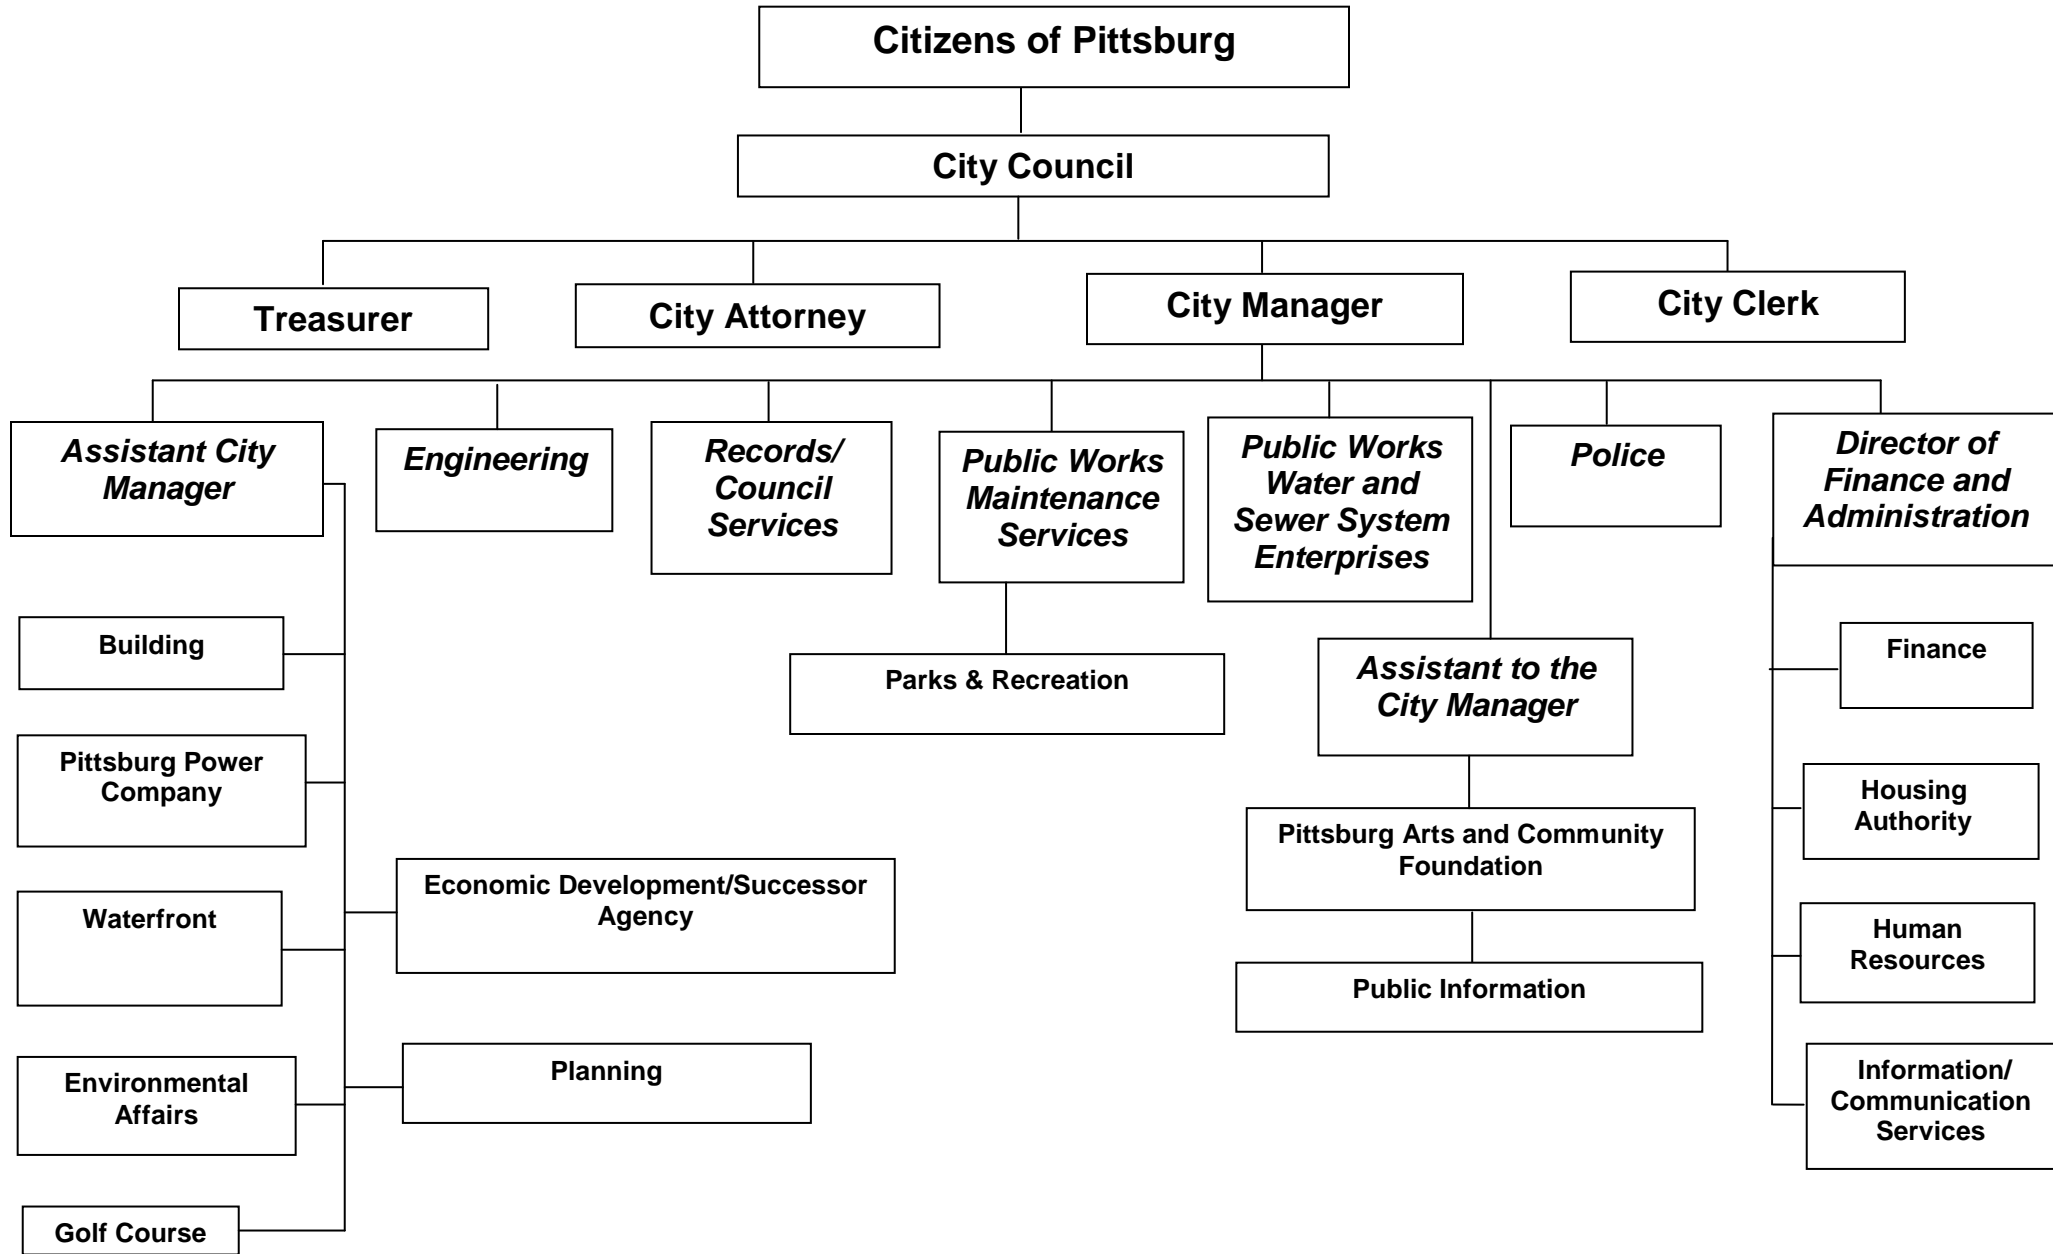 Citizens of Pittsburg
City Council
Treasurer
City Attorney
City Manager
City Clerk
Assistant City
Manager
Engineering
Records/
Council
Services
Public Works
Maintenance
Services
Public Works
Water and
Sewer System
Enterprises
Police
Director of
Finance and
Administration
Building
Pittsburg Power
Company
Waterfront
Environmental
Affairs
Golf Course
Economic Development/Successor
Agency
Planning
Parks & Recreation
Assistant to the
City Manager
Pittsburg Arts and Community
Foundation
Public Information
Finance
Housing
Authority
Human
Resources
Information/
Communication
Services